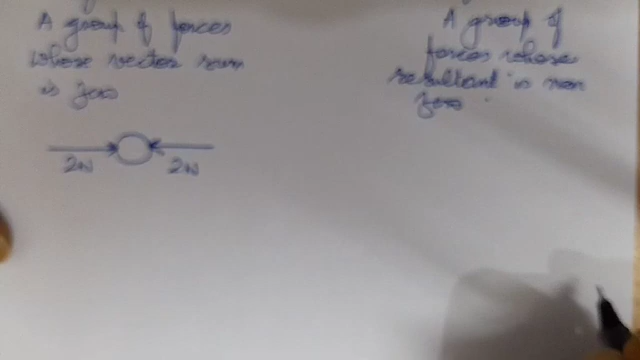 A group of forces
whose vector sum
is zero
2N 2N
A group of
forces whose
resultant is non
zero